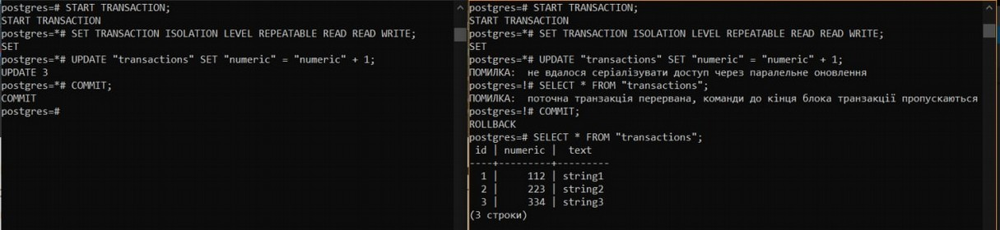 postgres=# START TRANSACTION;
START TRANSACTION
postgres=*# SET TRANSACTION ISOLATION LEVEL REPEATABLE READ READ WRITE;
SET
postgres=*# UPDATE "transactions" SET "numeric" = "numeric" + 1;
UPDATE 3
postgres=*# COMMIT;
COMMIT
postgres=#
postgres=# START TRANSACTION;
START TRANSACTION
postgres=*# SET TRANSACTION ISOLATION LEVEL REPEATABLE READ READ WRITE;
SET
postgres=*# UPDATE "transactions" SET "numeric" = "numeric" + 1;
ПОМИЛКА:  не вдалося серіалізувати доступ через паралельне оновлення
postgres=!# SELECT * FROM "transactions";
ПОМИЛКА:  поточна транзакція перервана, команди до кінця блока транзакції пропускаються
postgres=!# COMMIT;
ROLLBACK
postgres=# SELECT * FROM "transactions";
 id | numeric |  text
----+---------+---------
  1 |     112 | string1
  2 |     223 | string2
  3 |     334 | string3
(3 строки)